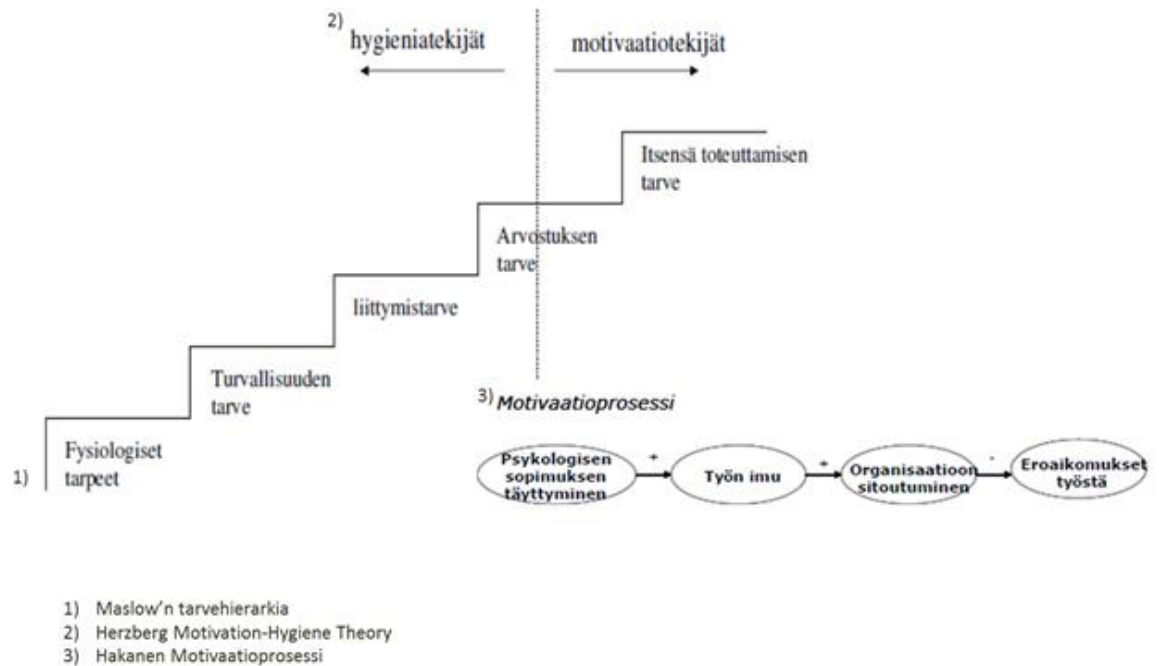 2)
hygieniatekijät
motivaatiotekijät
Itsensä toteuttamisen
tarve
Arvostuksen
tarve
liittymistarve
Turvallisuuden
tarve
3) Motivaatioprosessi
Fysiologiset
tarpeet
1)
Psykologisen
sopimuksen
täyttyminen
+
Työn imu
+
Organisaatioon
sitoutuminen
-
Eroaikomukset
työstä
1) Maslow'n tarvehierarkia
2) Herzberg Motivation-Hygiene Theory
3) Hakanen Motivaatioprosessi